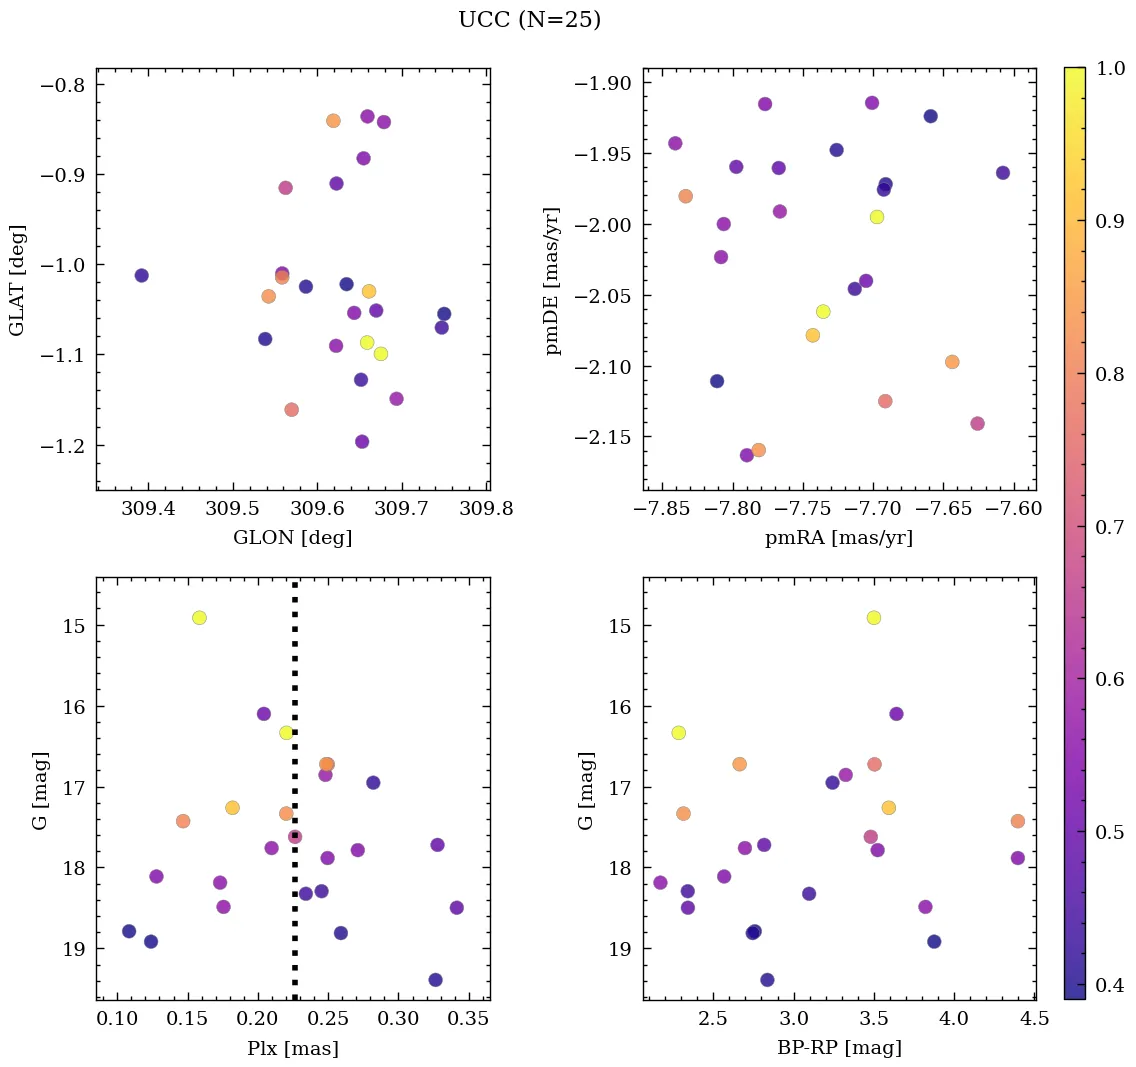 UCC (N=25)
−0.8
−0.9
−1.0
−1.1
−1.2
GLAT [deg]
309.4 309.5 309.6 309.7 309.8
GLON [deg]
−1.90
−1.95
−2.00
−2.05
−2.10
−2.15
pmDE [mas/yr]
−7.85 −7.80 −7.75 −7.70 −7.65 −7.60
pmRA [mas/yr]
1.0
0.9
0.8
0.7
0.6
0.5
0.4
15
16
17
18
19
G [mag]
0.10 0.15 0.20 0.25 0.30 0.35
Plx [mas]
15
16
17
18
19
G [mag]
2.5 3.0 3.5 4.0 4.5
BP-RP [mag]